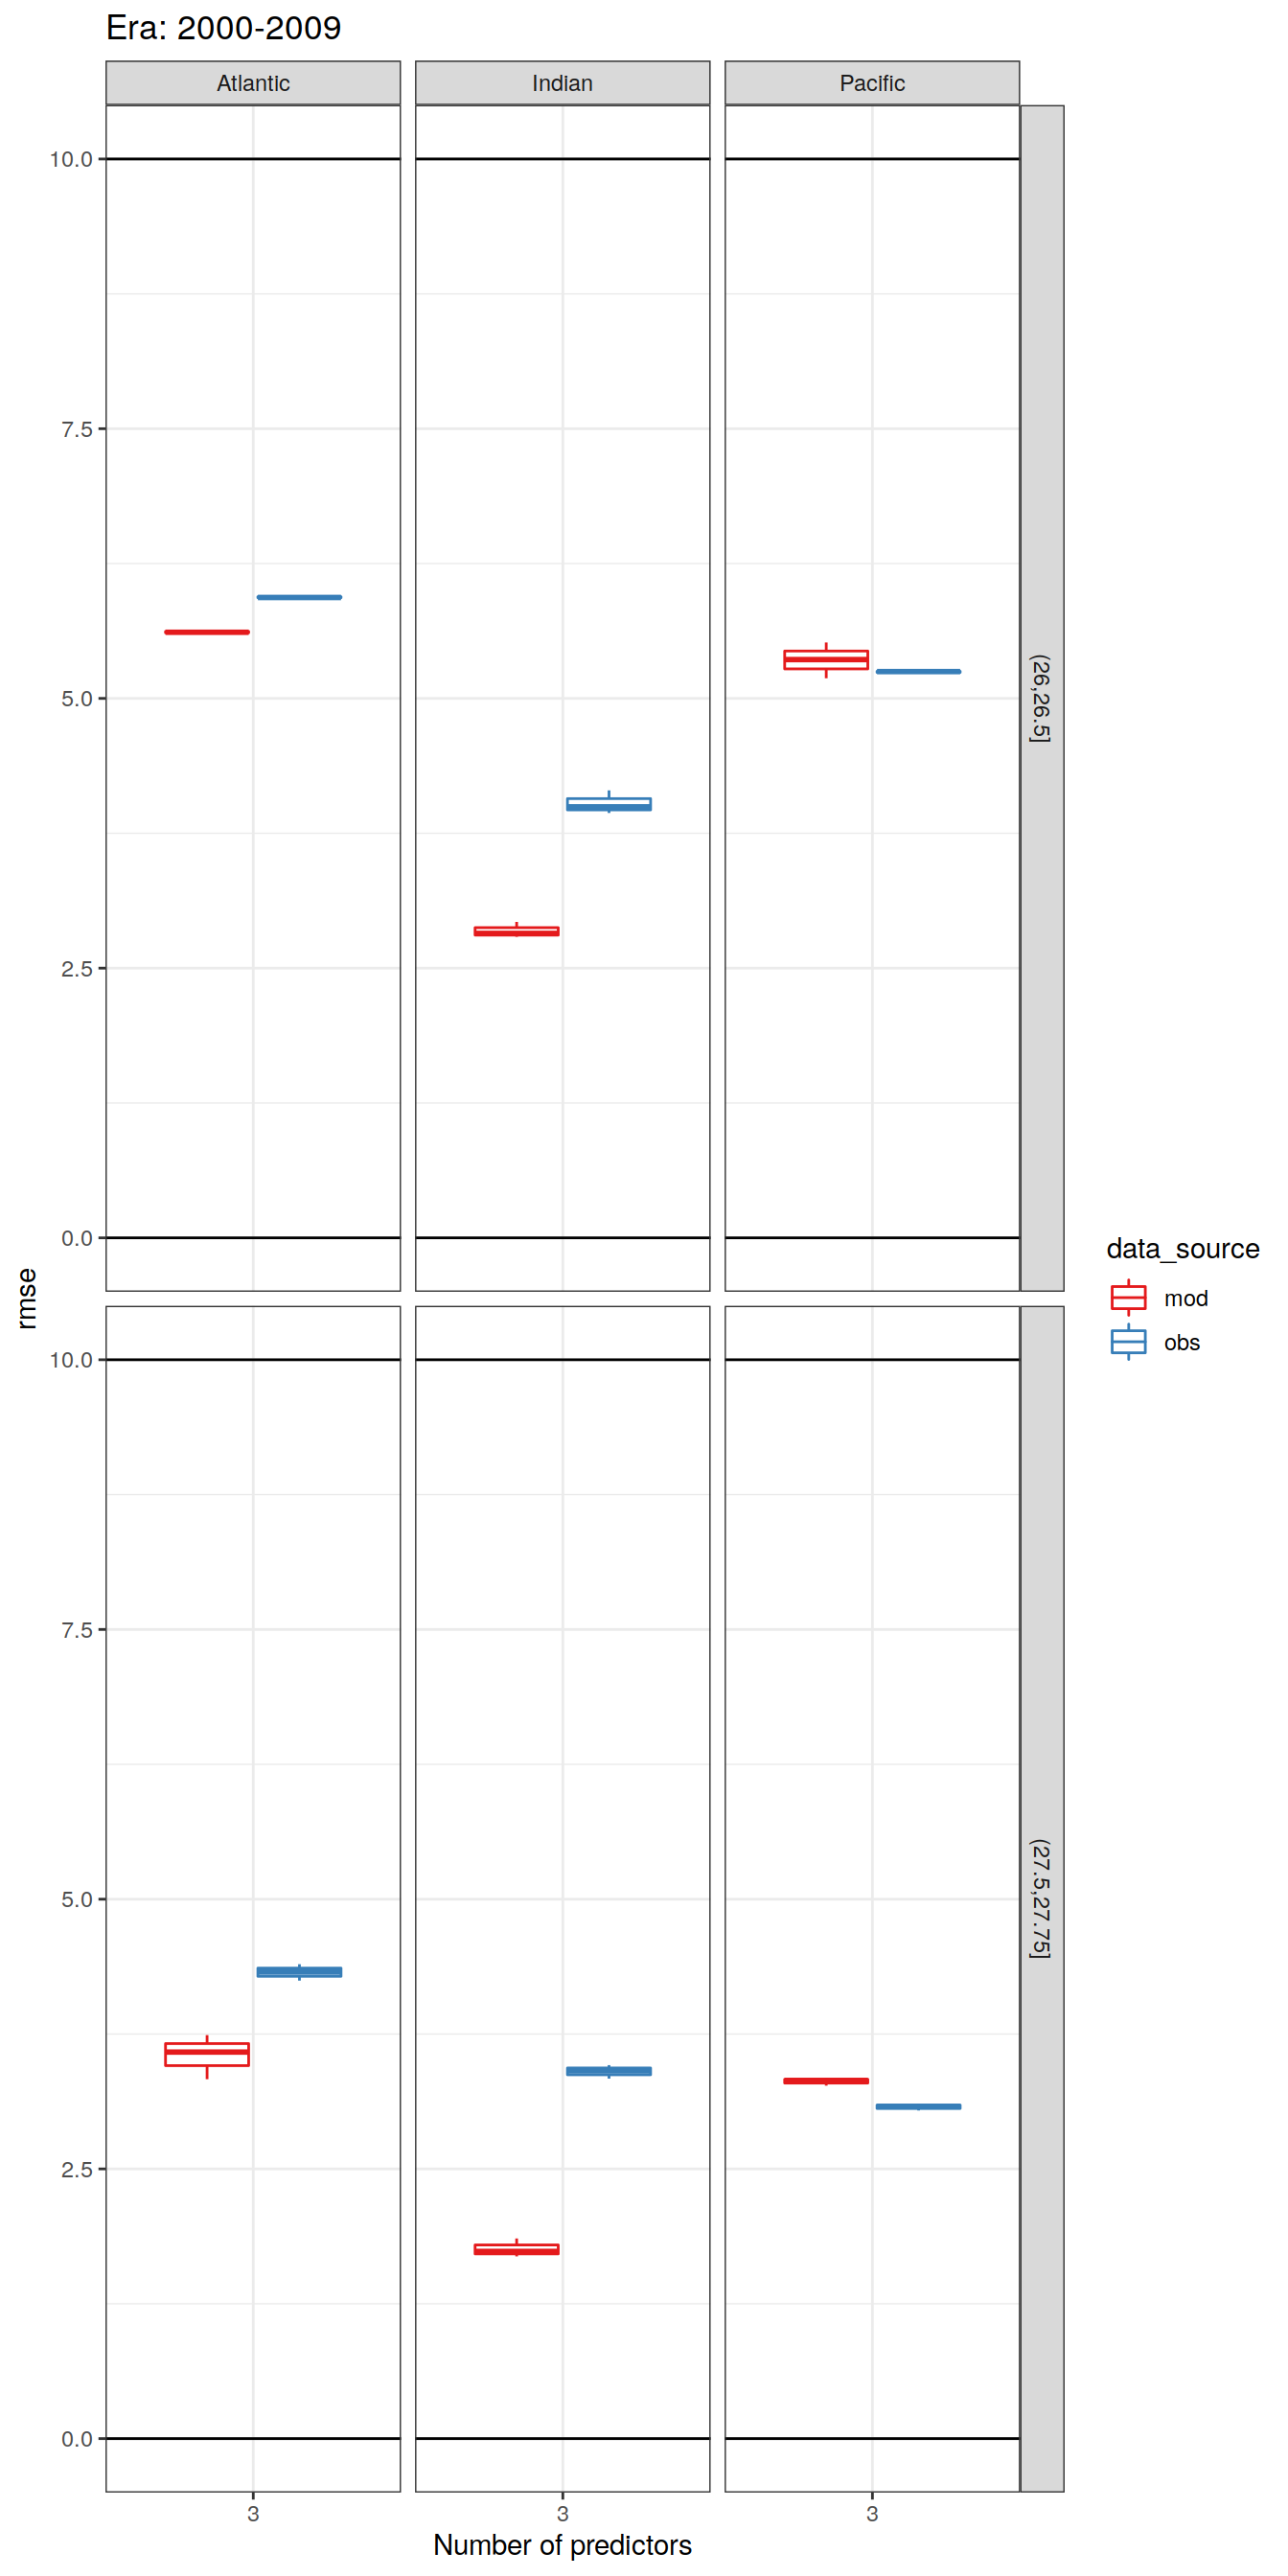 Era: 2000-2009
Atlantic
Indian
Pacific
10.0
7.5
5.0
2.5
0.0
(26,26.5]
10.0
7.5
5.0
2.5
0.0
(27.5,27.75]
rmse
3
3
3
Number of predictors
data_source
mod
obs